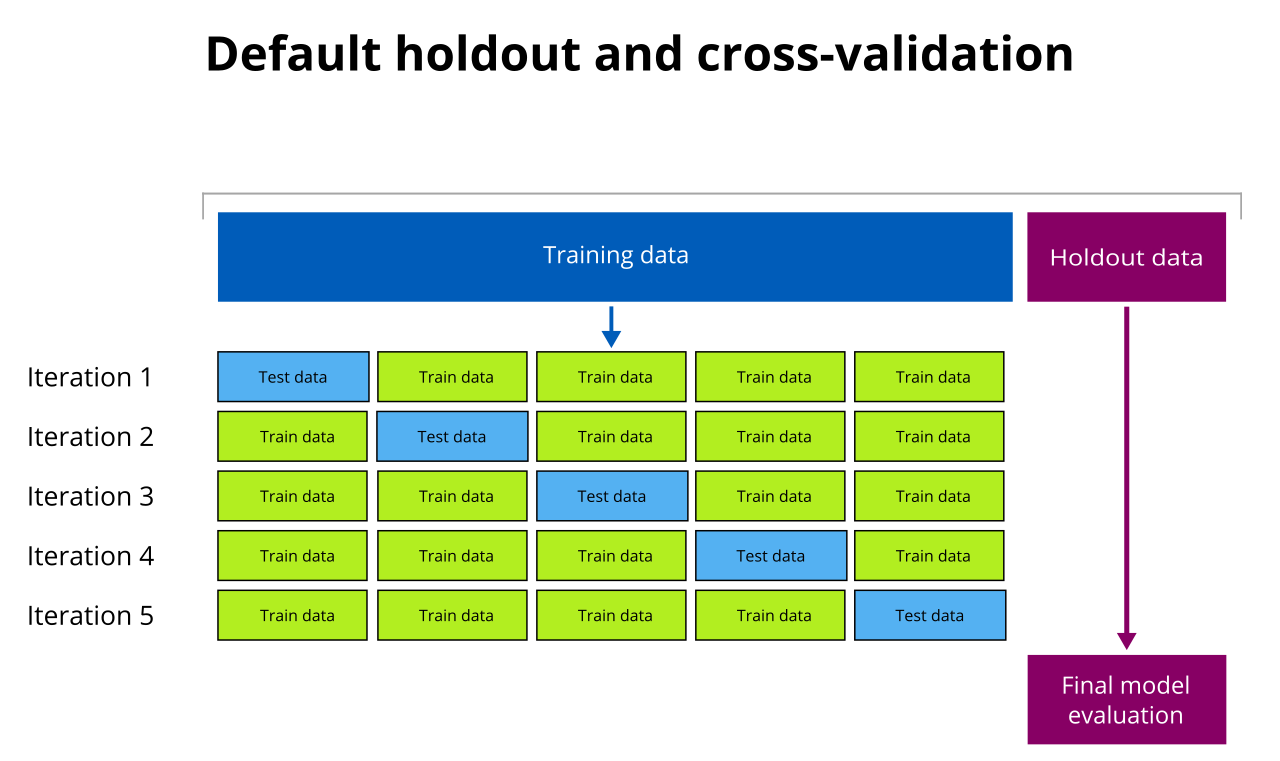 Default holdout and cross-validation
Training data
Holdout data
Iteration 1
Test data
Train data
Train data
Train data
Train data
Iteration 2
Train data
Test data
Train data
Train data
Train data
Iteration 3
Train data
Train data
Test data
Train data
Train data
Iteration 4
Train data
Train data
Train data
Test data
Train data
Iteration 5
Train data
Train data
Train data
Train data
Test data
Final model
evaluation